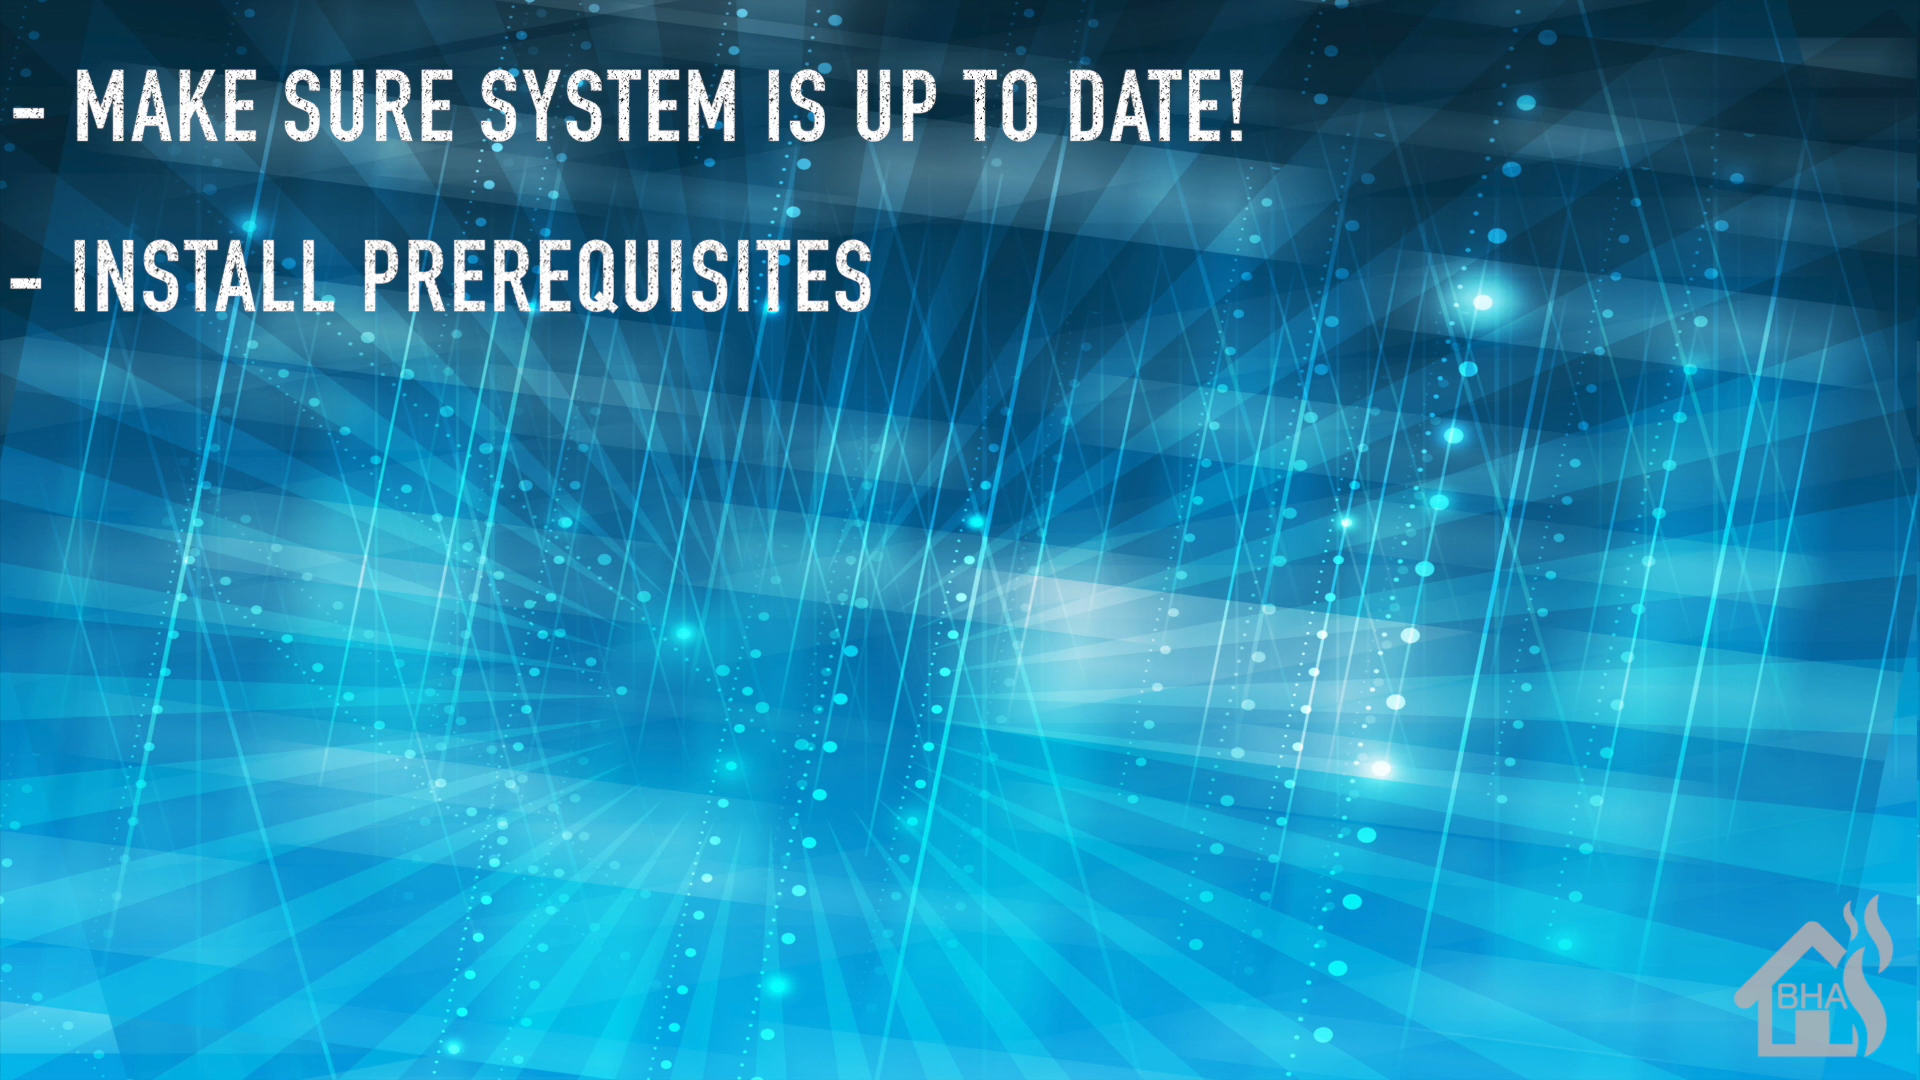 - MAKE SURE SYSTEM IS UP TO DATE!
- INSTALL PREREQUISITES
BHA